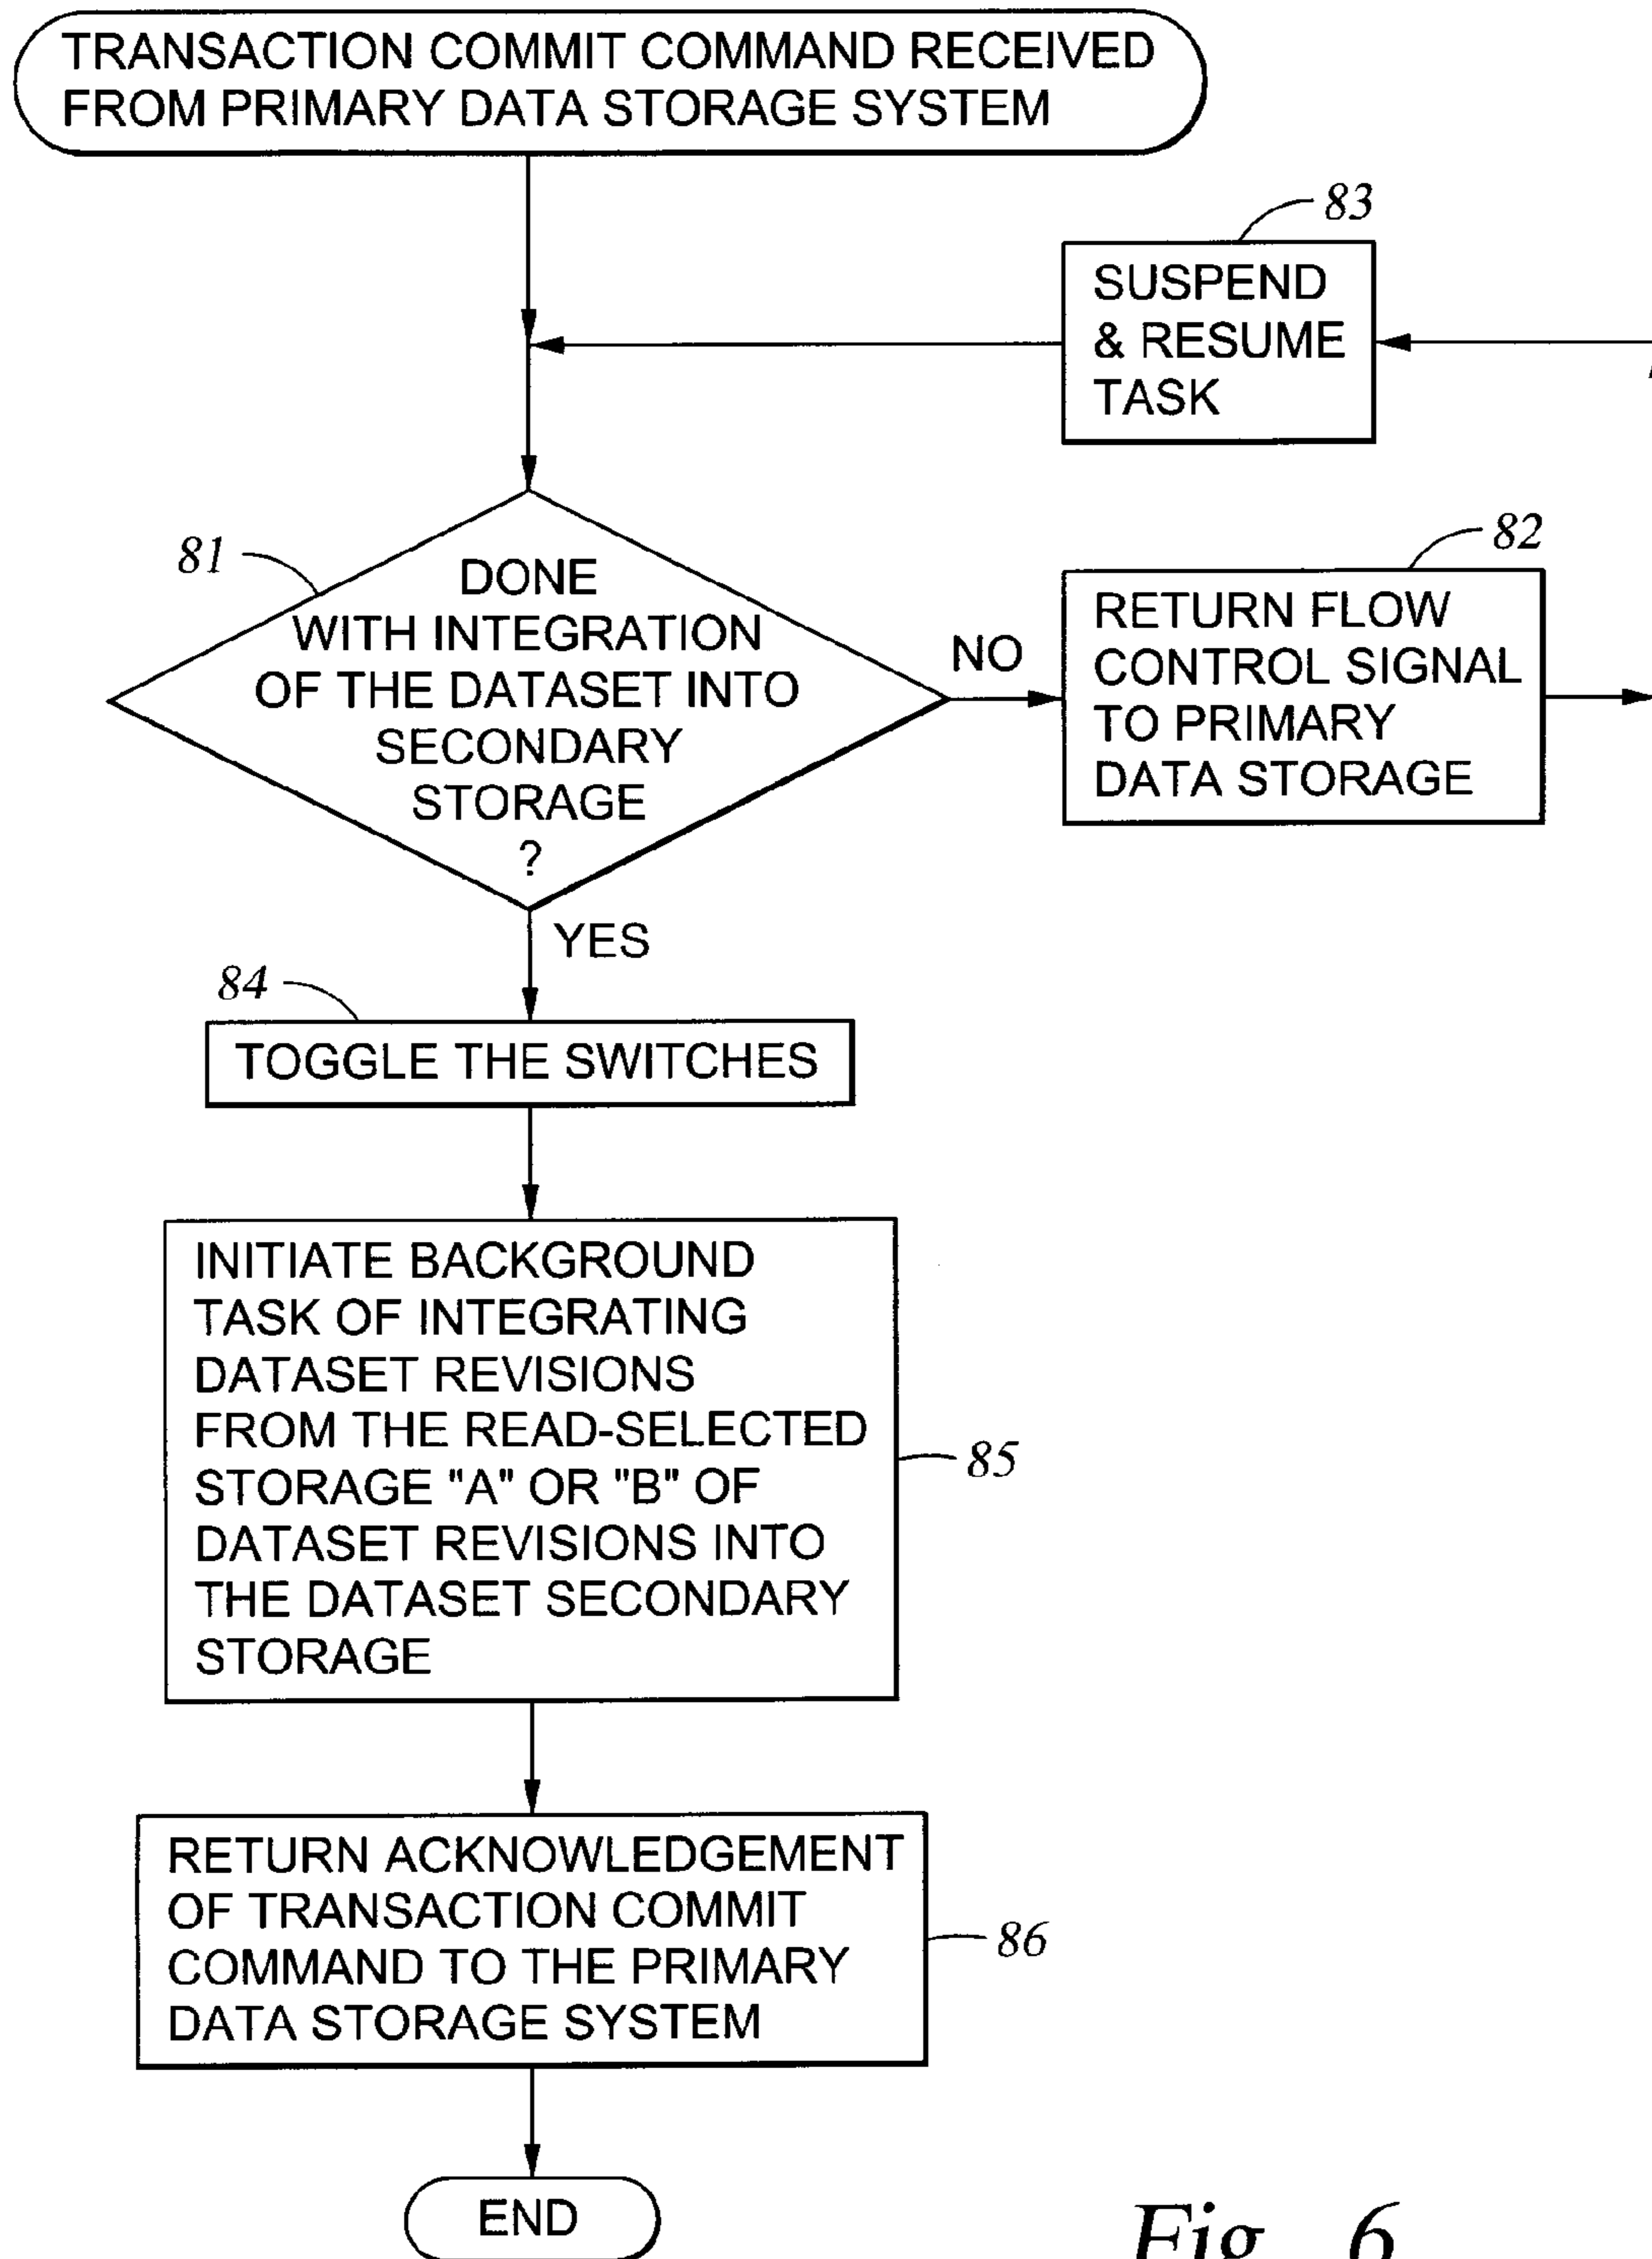 TRANSACTION COMMIT COMMAND RECEIVED
FROM PRIMARY DATA STORAGE SYSTEM
83
SUSPEND
& RESUME
TASK
81
DONE
WITH INTEGRATION
OF THE DATASET INTO
SECONDARY
STORAGE
?
NO
82
RETURN FLOW
CONTROL SIGNAL
TO PRIMARY
DATA STORAGE
YES
84
TOGGLE THE SWITCHES
INITIATE BACKGROUND
TASK OF INTEGRATING
DATASET REVISIONS
FROM THE READ-SELECTED
STORAGE "A" OR "B" OF
DATASET REVISIONS INTO
THE DATASET SECONDARY
STORAGE
85
RETURN ACKNOWLEDGEMENT
OF TRANSACTION COMMIT
COMMAND TO THE PRIMARY
DATA STORAGE SYSTEM
86
END
Fig. 6